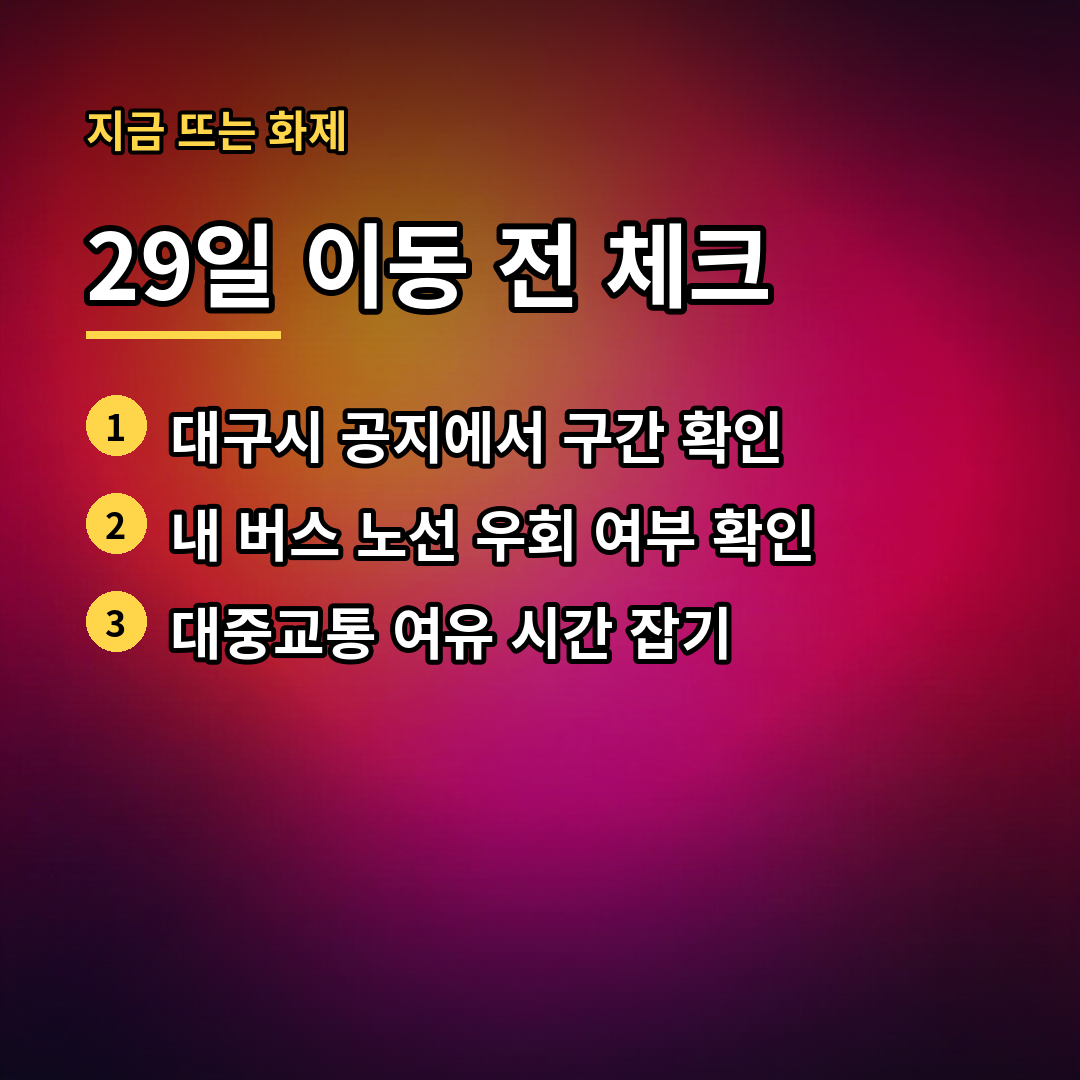 지금 뜨는 화제
29일 이동 전 체크
1 대구시 공지에서 구간 확인
2 내 버스 노선 우회 여부 확인
3 대중교통 여유 시간 잡기